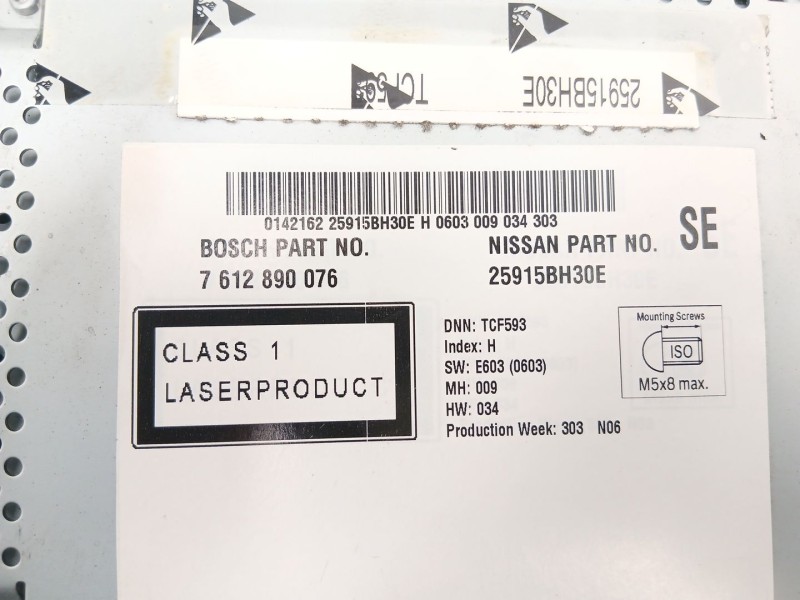 25915BH30E
0142162 25915BH30E H 0603 009 034 303
BOSCH PART NO.
7 612 890 076
NISSAN PART NO.
25915BH30E
SE
CLASS 1
LASERPRODUCT
DNN: TCF593
Index: H
SW: E603 (0603)
MH: 009
HW: 034
Production Week: 303 N06
Mounting Screws
ISO
M5x8 max.